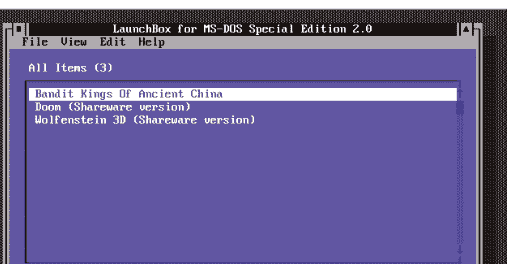 LaunchBox for MS-DOS Special Edition 2.0
File View Edit Help
All Items (3)
Bandit Kings Of Ancient China
Doom (Shareware version)
Wolfenstein 3D (Shareware version)